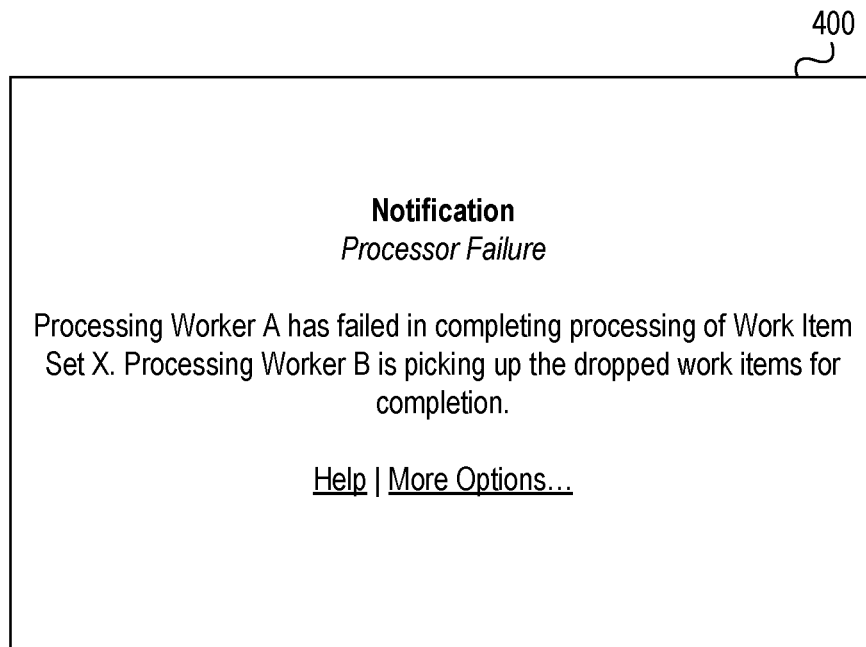 400
Notification
Processor Failure
Processing Worker A has failed in completing processing of Work Item
Set X. Processing Worker B is picking up the dropped work items for
completion.
Help | More Options...